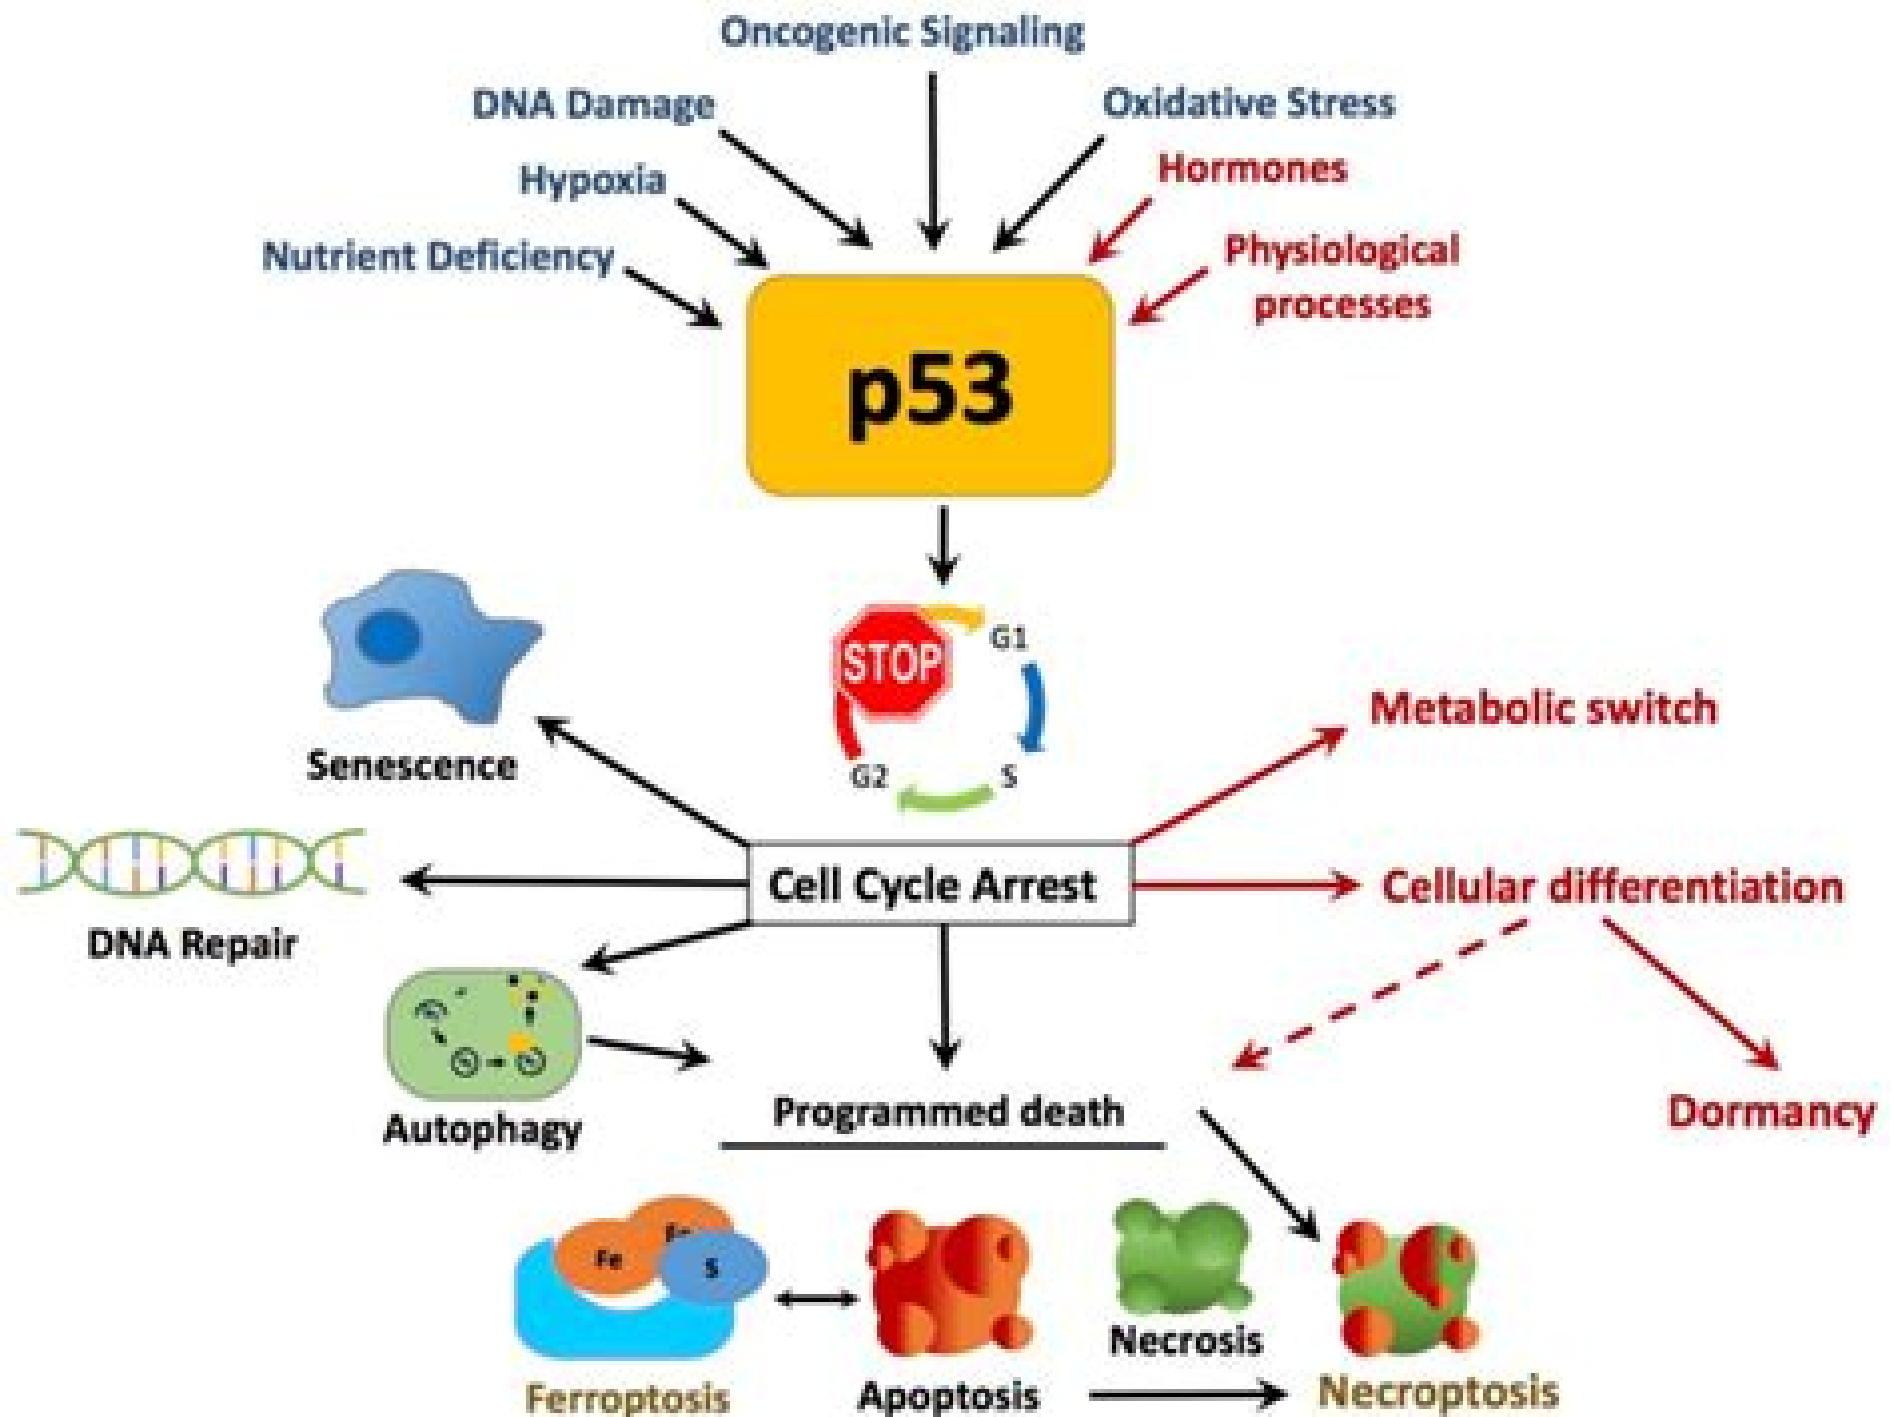 Oncogenic Signaling
DNA Damage
Oxidative Stress
Hypoxia
Hormones
Nutrient Deficiency
Physiological
processes
p53
STOP
G1
G2
S
Senescence
Metabolic switch
Cell Cycle Arrest
Cellular differentiation
DNA Repair
Autophagy
Programmed death
Dormancy
Fe
Fe
S
Necrosis
Ferroptosis
Apoptosis
Necroptosis